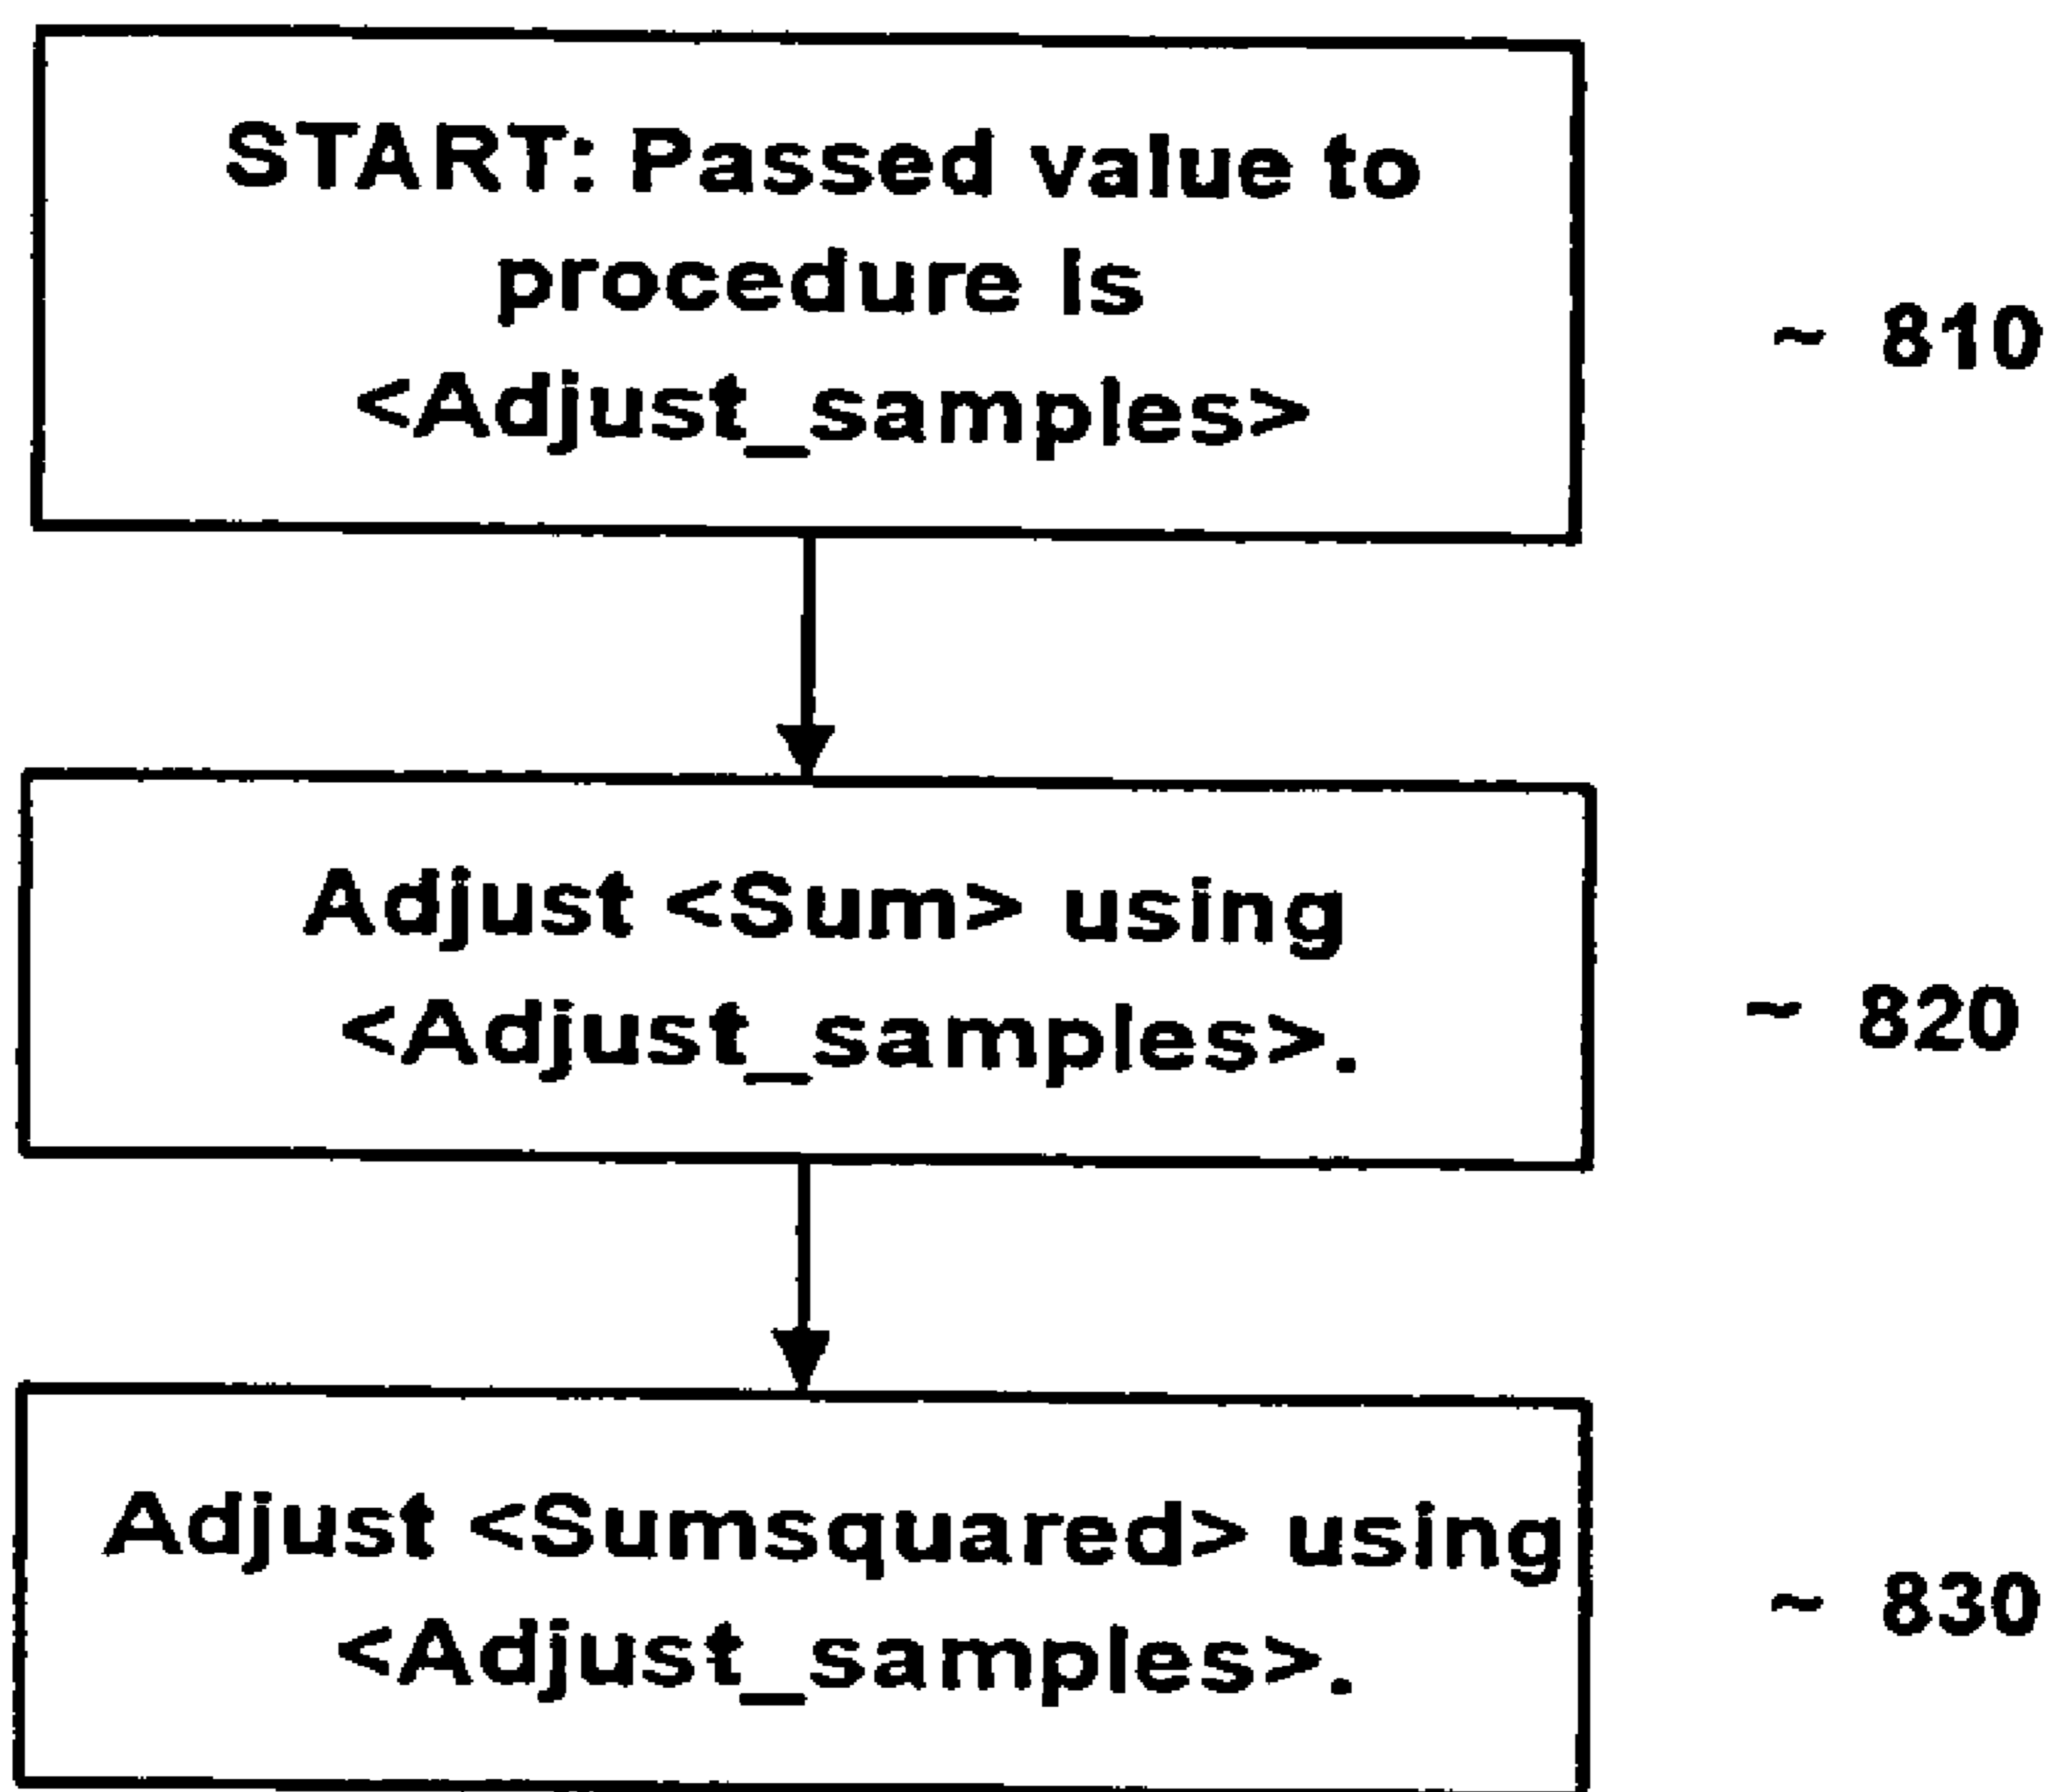 START: Passed value to
procedure is
<Adjust_samples>
~ 810
Adjust <Sum> using
<Adjust_samples>.
~ 820
Adjust <Sumsquared> using
<Adjust_samples>.
~ 830